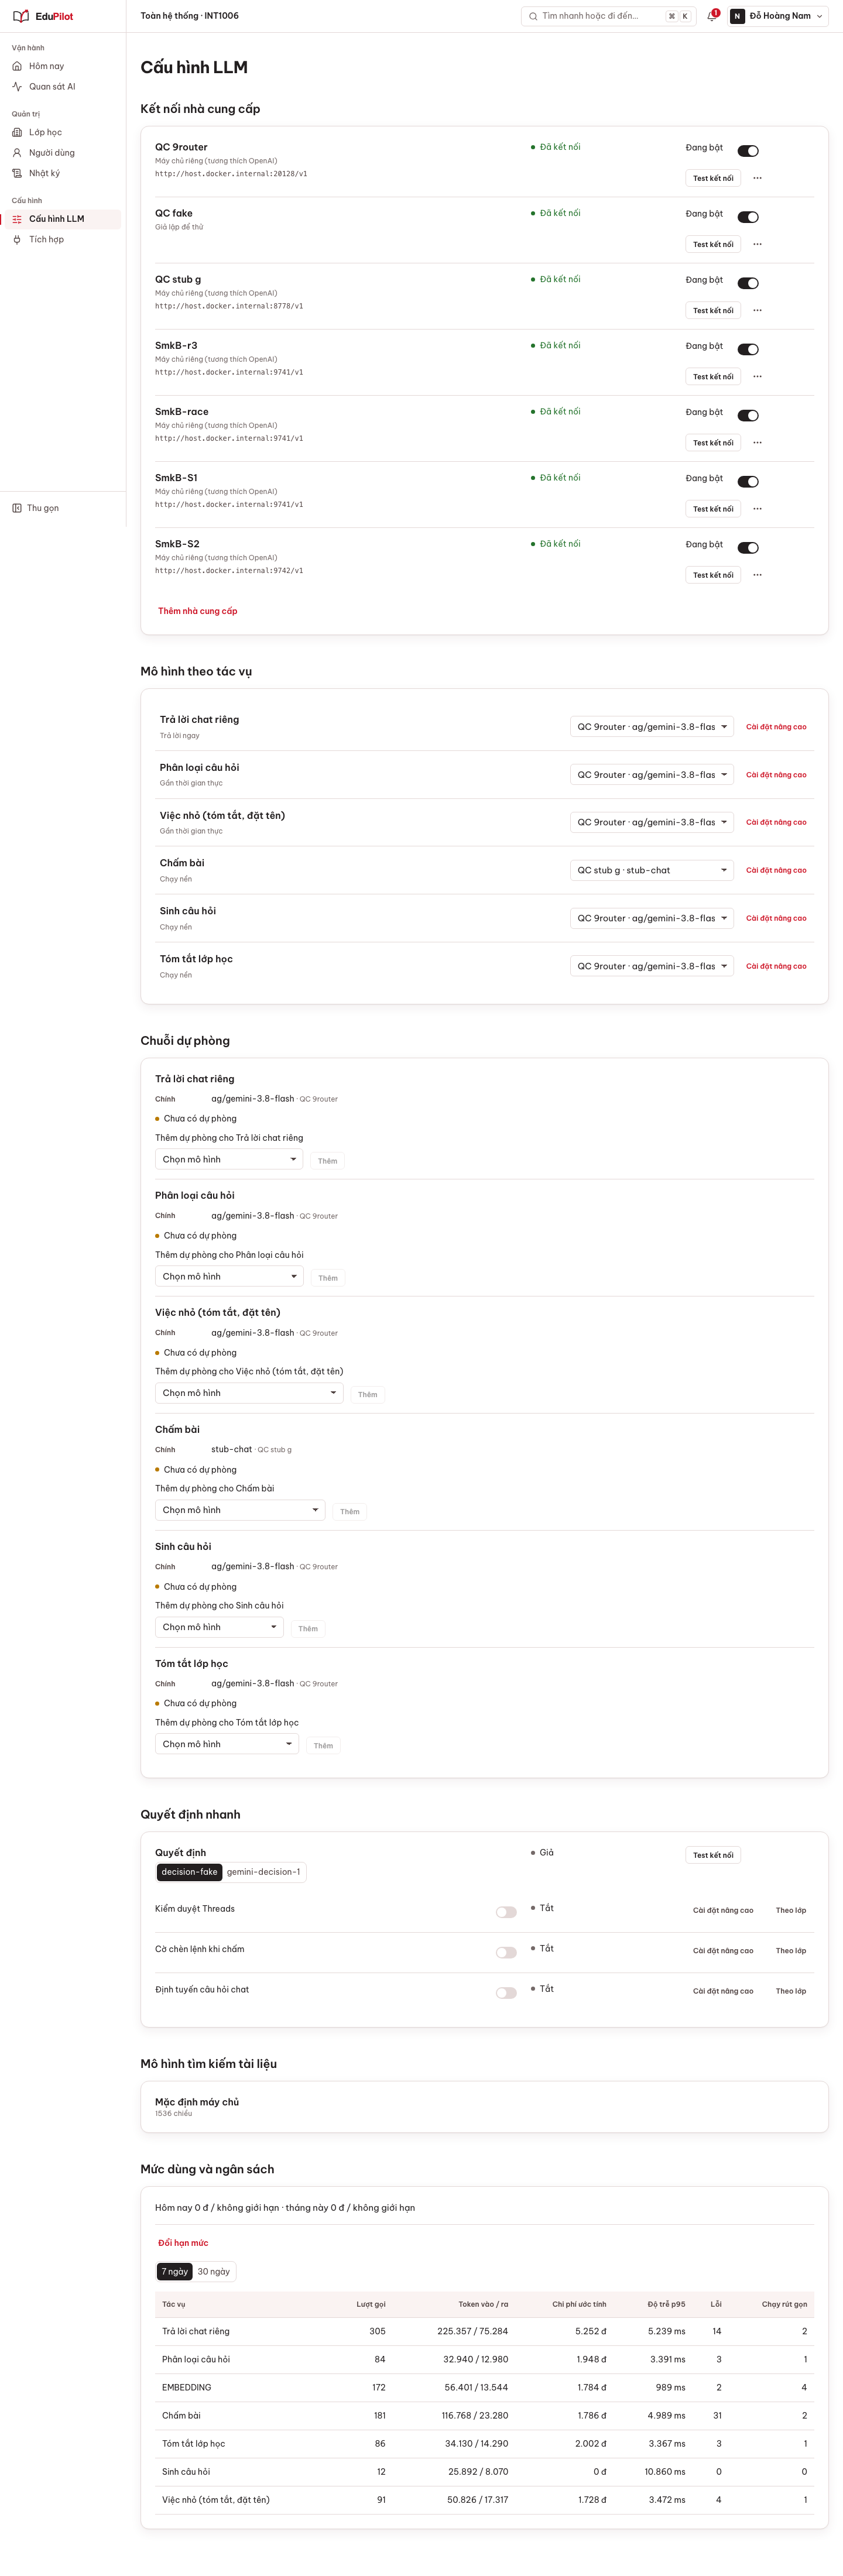 EduPilot
Toàn hệ thống · INT1006
Tìm nhanh hoặc đi đến...
⌘ K
1
N
Đỗ Hoàng Nam
Vận hành
Hôm nay
Quan sát AI
Quản trị
Lớp học
Người dùng
Nhật ký
Cấu hình
Cấu hình LLM
Tích hợp
Thu gọn
Cấu hình LLM
Kết nối nhà cung cấp
QC 9router
Đã kết nối
Đang bật
Máy chủ riêng (tương thích OpenAI)
http://host.docker.internal:20128/v1
Test kết nối
QC fake
Đã kết nối
Đang bật
Giả lập để thử
Test kết nối
QC stub g
Đã kết nối
Đang bật
Máy chủ riêng (tương thích OpenAI)
http://host.docker.internal:8778/v1
Test kết nối
SmkB-r3
Đã kết nối
Đang bật
Máy chủ riêng (tương thích OpenAI)
http://host.docker.internal:9741/v1
Test kết nối
SmkB-race
Đã kết nối
Đang bật
Máy chủ riêng (tương thích OpenAI)
http://host.docker.internal:9741/v1
Test kết nối
SmkB-S1
Đã kết nối
Đang bật
Máy chủ riêng (tương thích OpenAI)
http://host.docker.internal:9741/v1
Test kết nối
SmkB-S2
Đã kết nối
Đang bật
Máy chủ riêng (tương thích OpenAI)
http://host.docker.internal:9742/v1
Test kết nối
Thêm nhà cung cấp
Mô hình theo tác vụ
Trả lời chat riêng
Trả lời ngay
QC 9router · ag/gemini-3.8-flas
Cài đặt nâng cao
Phân loại câu hỏi
Gần thời gian thực
QC 9router · ag/gemini-3.8-flas
Cài đặt nâng cao
Việc nhỏ (tóm tắt, đặt tên)
Gần thời gian thực
QC 9router · ag/gemini-3.8-flas
Cài đặt nâng cao
Chấm bài
Chạy nền
QC stub g · stub-chat
Cài đặt nâng cao
Sinh câu hỏi
Chạy nền
QC 9router · ag/gemini-3.8-flas
Cài đặt nâng cao
Tóm tắt lớp học
Chạy nền
QC 9router · ag/gemini-3.8-flas
Cài đặt nâng cao
Chuỗi dự phòng
Trả lời chat riêng
Chính ag/gemini-3.8-flash · QC 9router
Chưa có dự phòng
Thêm dự phòng cho Trả lời chat riêng
Chọn mô hình Thêm
Phân loại câu hỏi
Chính ag/gemini-3.8-flash · QC 9router
Chưa có dự phòng
Thêm dự phòng cho Phân loại câu hỏi
Chọn mô hình Thêm
Việc nhỏ (tóm tắt, đặt tên)
Chính ag/gemini-3.8-flash · QC 9router
Chưa có dự phòng
Thêm dự phòng cho Việc nhỏ (tóm tắt, đặt tên)
Chọn mô hình Thêm
Chấm bài
Chính stub-chat · QC stub g
Chưa có dự phòng
Thêm dự phòng cho Chấm bài
Chọn mô hình Thêm
Sinh câu hỏi
Chính ag/gemini-3.8-flash · QC 9router
Chưa có dự phòng
Thêm dự phòng cho Sinh câu hỏi
Chọn mô hình Thêm
Tóm tắt lớp học
Chính ag/gemini-3.8-flash · QC 9router
Chưa có dự phòng
Thêm dự phòng cho Tóm tắt lớp học
Chọn mô hình Thêm
Quyết định nhanh
Quyết định
Giả
Test kết nối
decision-fake gemini-decision-1
Kiểm duyệt Threads Tắt Cài đặt nâng cao Theo lớp
Cờ chèn lệnh khi chấm Tắt Cài đặt nâng cao Theo lớp
Định tuyến câu hỏi chat Tắt Cài đặt nâng cao Theo lớp
Mô hình tìm kiếm tài liệu
Mặc định máy chủ
1536 chiều
Mức dùng và ngân sách
Hôm nay 0 đ / không giới hạn · tháng này 0 đ / không giới hạn
Đổi hạn mức
7 ngày 30 ngày
Tác vụ Lượt gọi Token vào / ra Chi phí ước tính Độ trễ p95 Lỗi Chạy rút gọn
Trả lời chat riêng 305 225.357 / 75.284 5.252 đ 5.239 ms 14 2
Phân loại câu hỏi 84 32.940 / 12.980 1.948 đ 3.391 ms 3 1
EMBEDDING 172 56.401 / 13.544 1.784 đ 989 ms 2 4
Chấm bài 181 116.768 / 23.280 1.786 đ 4.989 ms 31 2
Tóm tắt lớp học 86 34.130 / 14.290 2.002 đ 3.367 ms 3 1
Sinh câu hỏi 12 25.892 / 8.070 0 đ 10.860 ms 0 0
Việc nhỏ (tóm tắt, đặt tên) 91 50.826 / 17.317 1.728 đ 3.472 ms 4 1